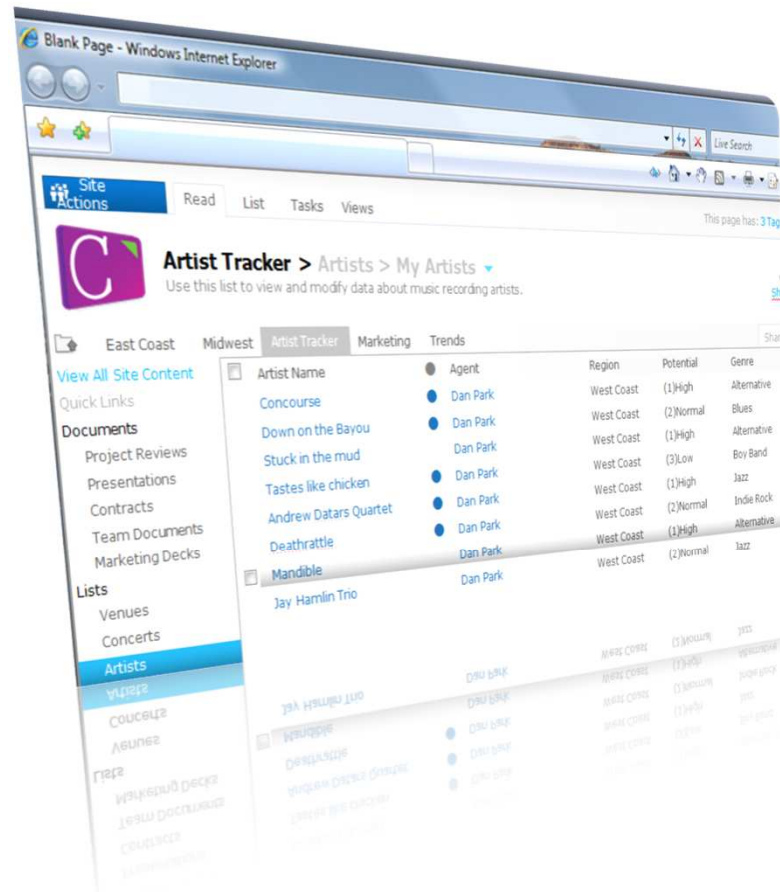 Blank Page - Windows Internet Explorer
Live Search
Site Actions Read List Tasks Views
This page has: 3 Tag
C
Artist Tracker > Artists > My Artists
Use this list to view and modify data about music recording artists.
East Coast Midwest Artist Tracker Marketing Trends
View All Site Content
Quick Links
Documents
Project Reviews
Presentations
Contracts
Team Documents
Marketing Decks
Lists
Venues
Concerts
Artists
Artist Name Agent Region Potential Genre
Concourse Dan Park West Coast (1)High Alternative
Down on the Bayou Dan Park West Coast (2)Normal Blues
Stuck in the mud Dan Park West Coast (1)High Alternative
Tastes like chicken Dan Park West Coast (3)Low Boy Band
Andrew Datars Quartet Dan Park West Coast (1)High Jazz
Deathrattle Dan Park West Coast (2)Normal Indie Rock
Mandible Dan Park West Coast (1)High Alternative
Jay Hamlin Trio Dan Park West Coast (2)Normal Jazz